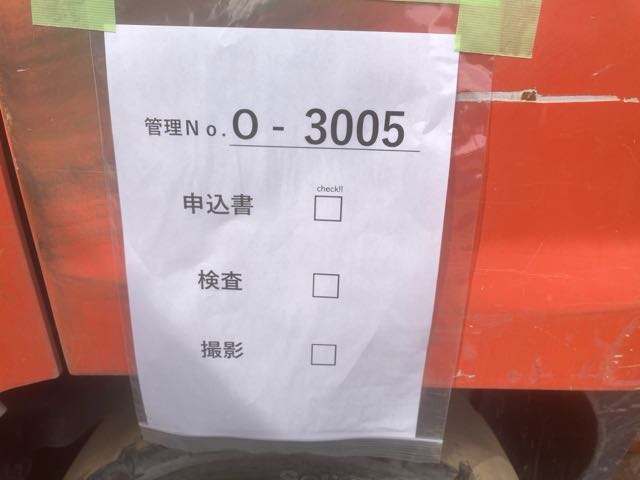 管理No.O - 3005
check!!
申込書 □
検査 □
撮影 □